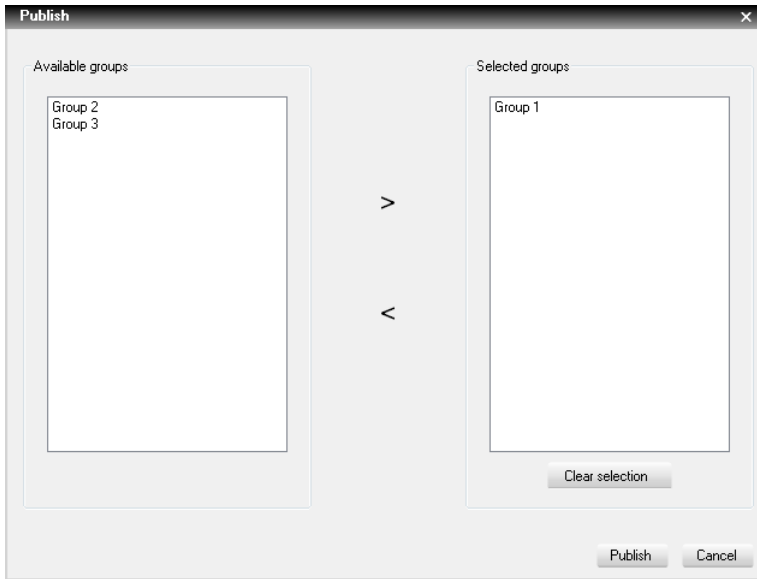 Publish
Available groups
Group 2
Group 3
>
<
Selected groups
Group 1
Clear selection
Publish
Cancel